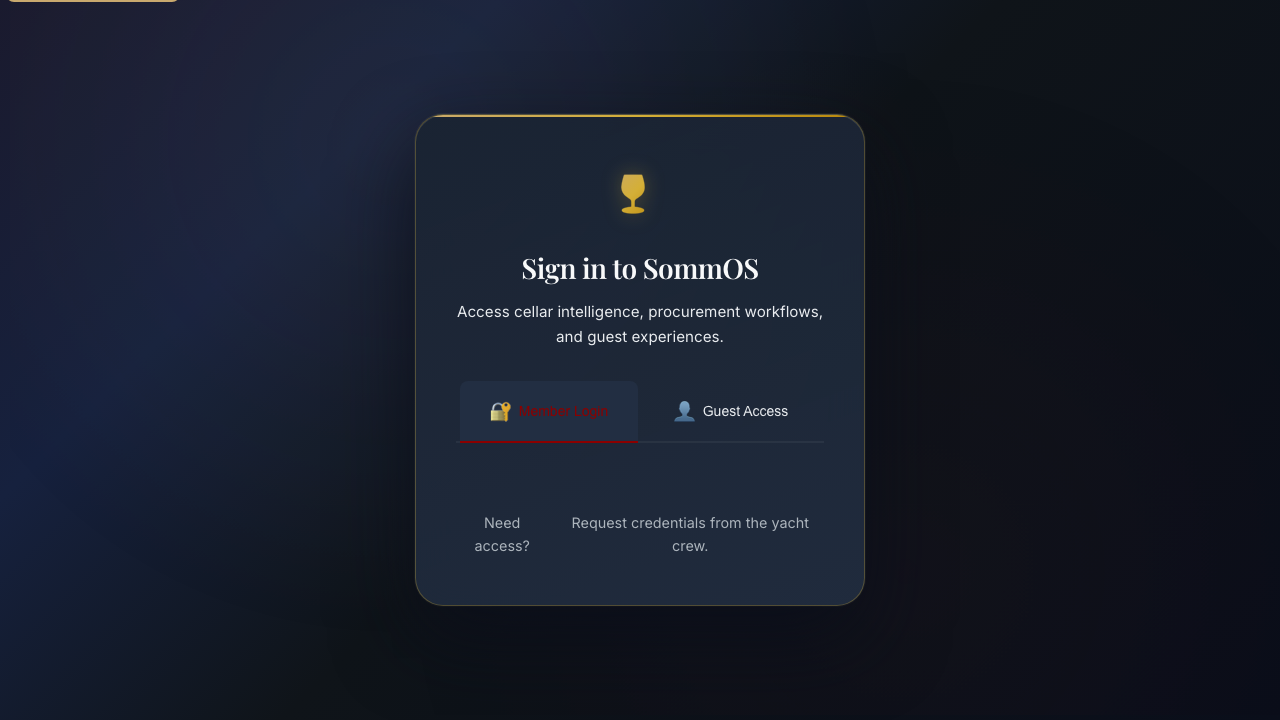 Sign in to SommOS
Access cellar intelligence, procurement workflows,
and guest experiences.
Member Login
Guest Access
Need
access?
Request credentials from the yacht
crew.